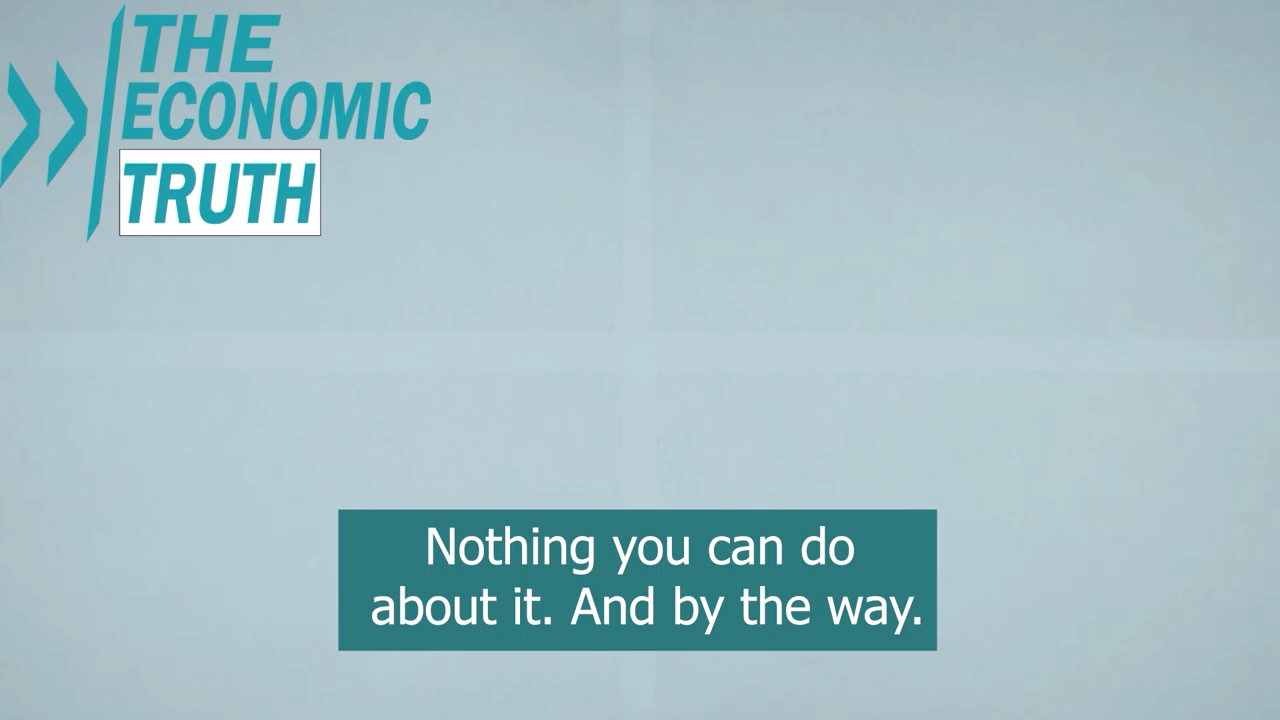 THE
ECONOMIC
TRUTH
Nothing you can do
about it. And by the way.